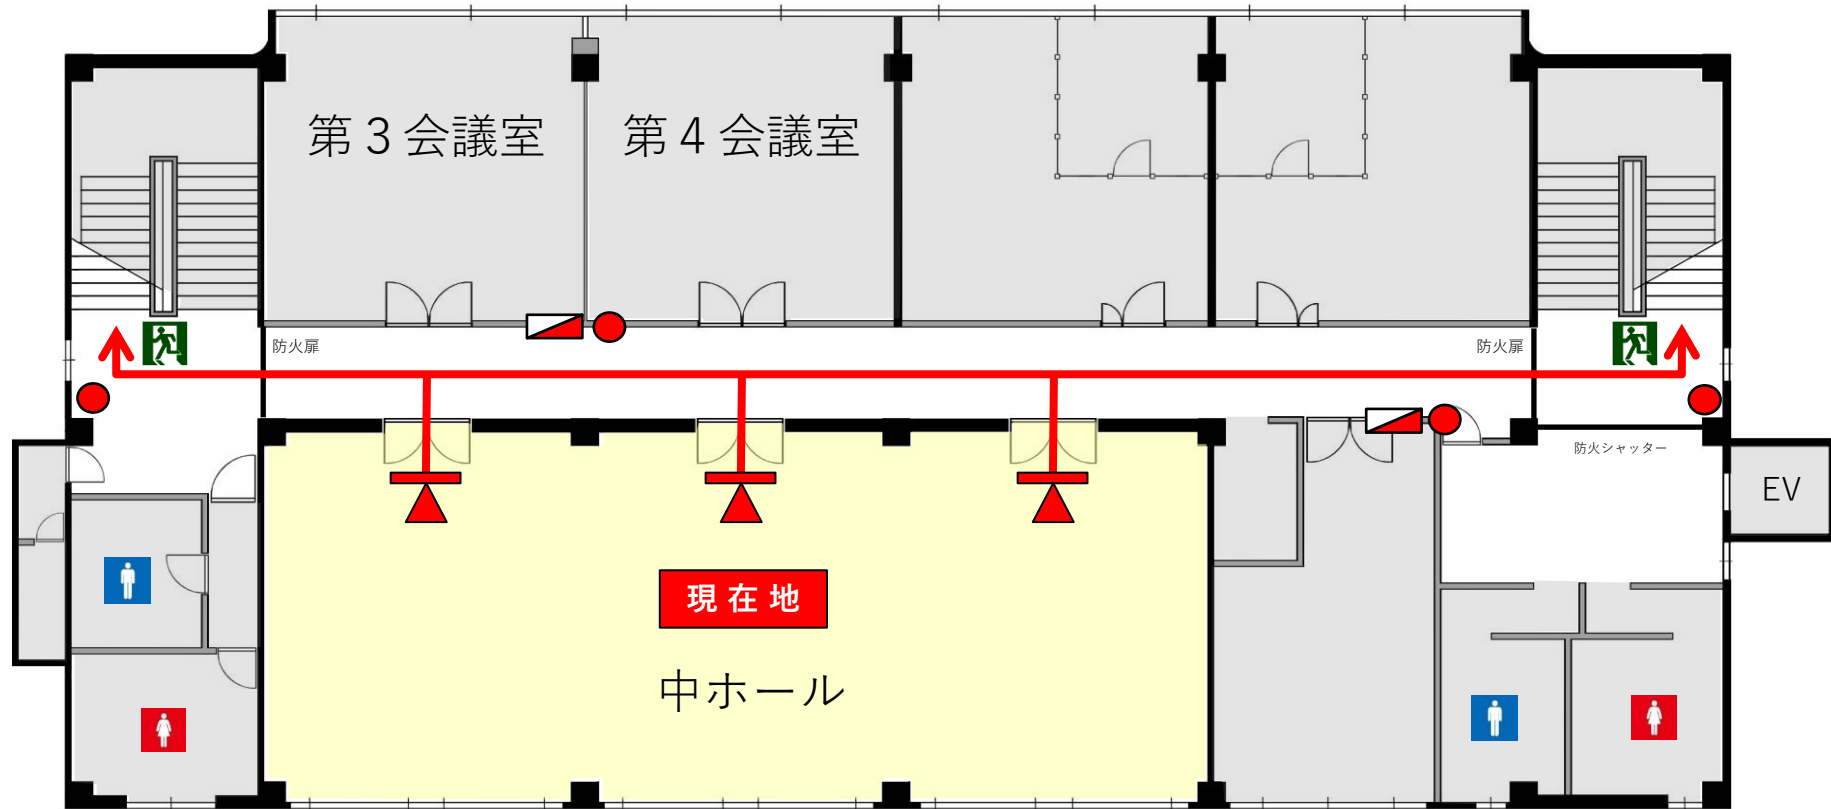 第３会議室
第４会議室
防火扉
防火扉
防火シャッター
EV
現在地
中ホール